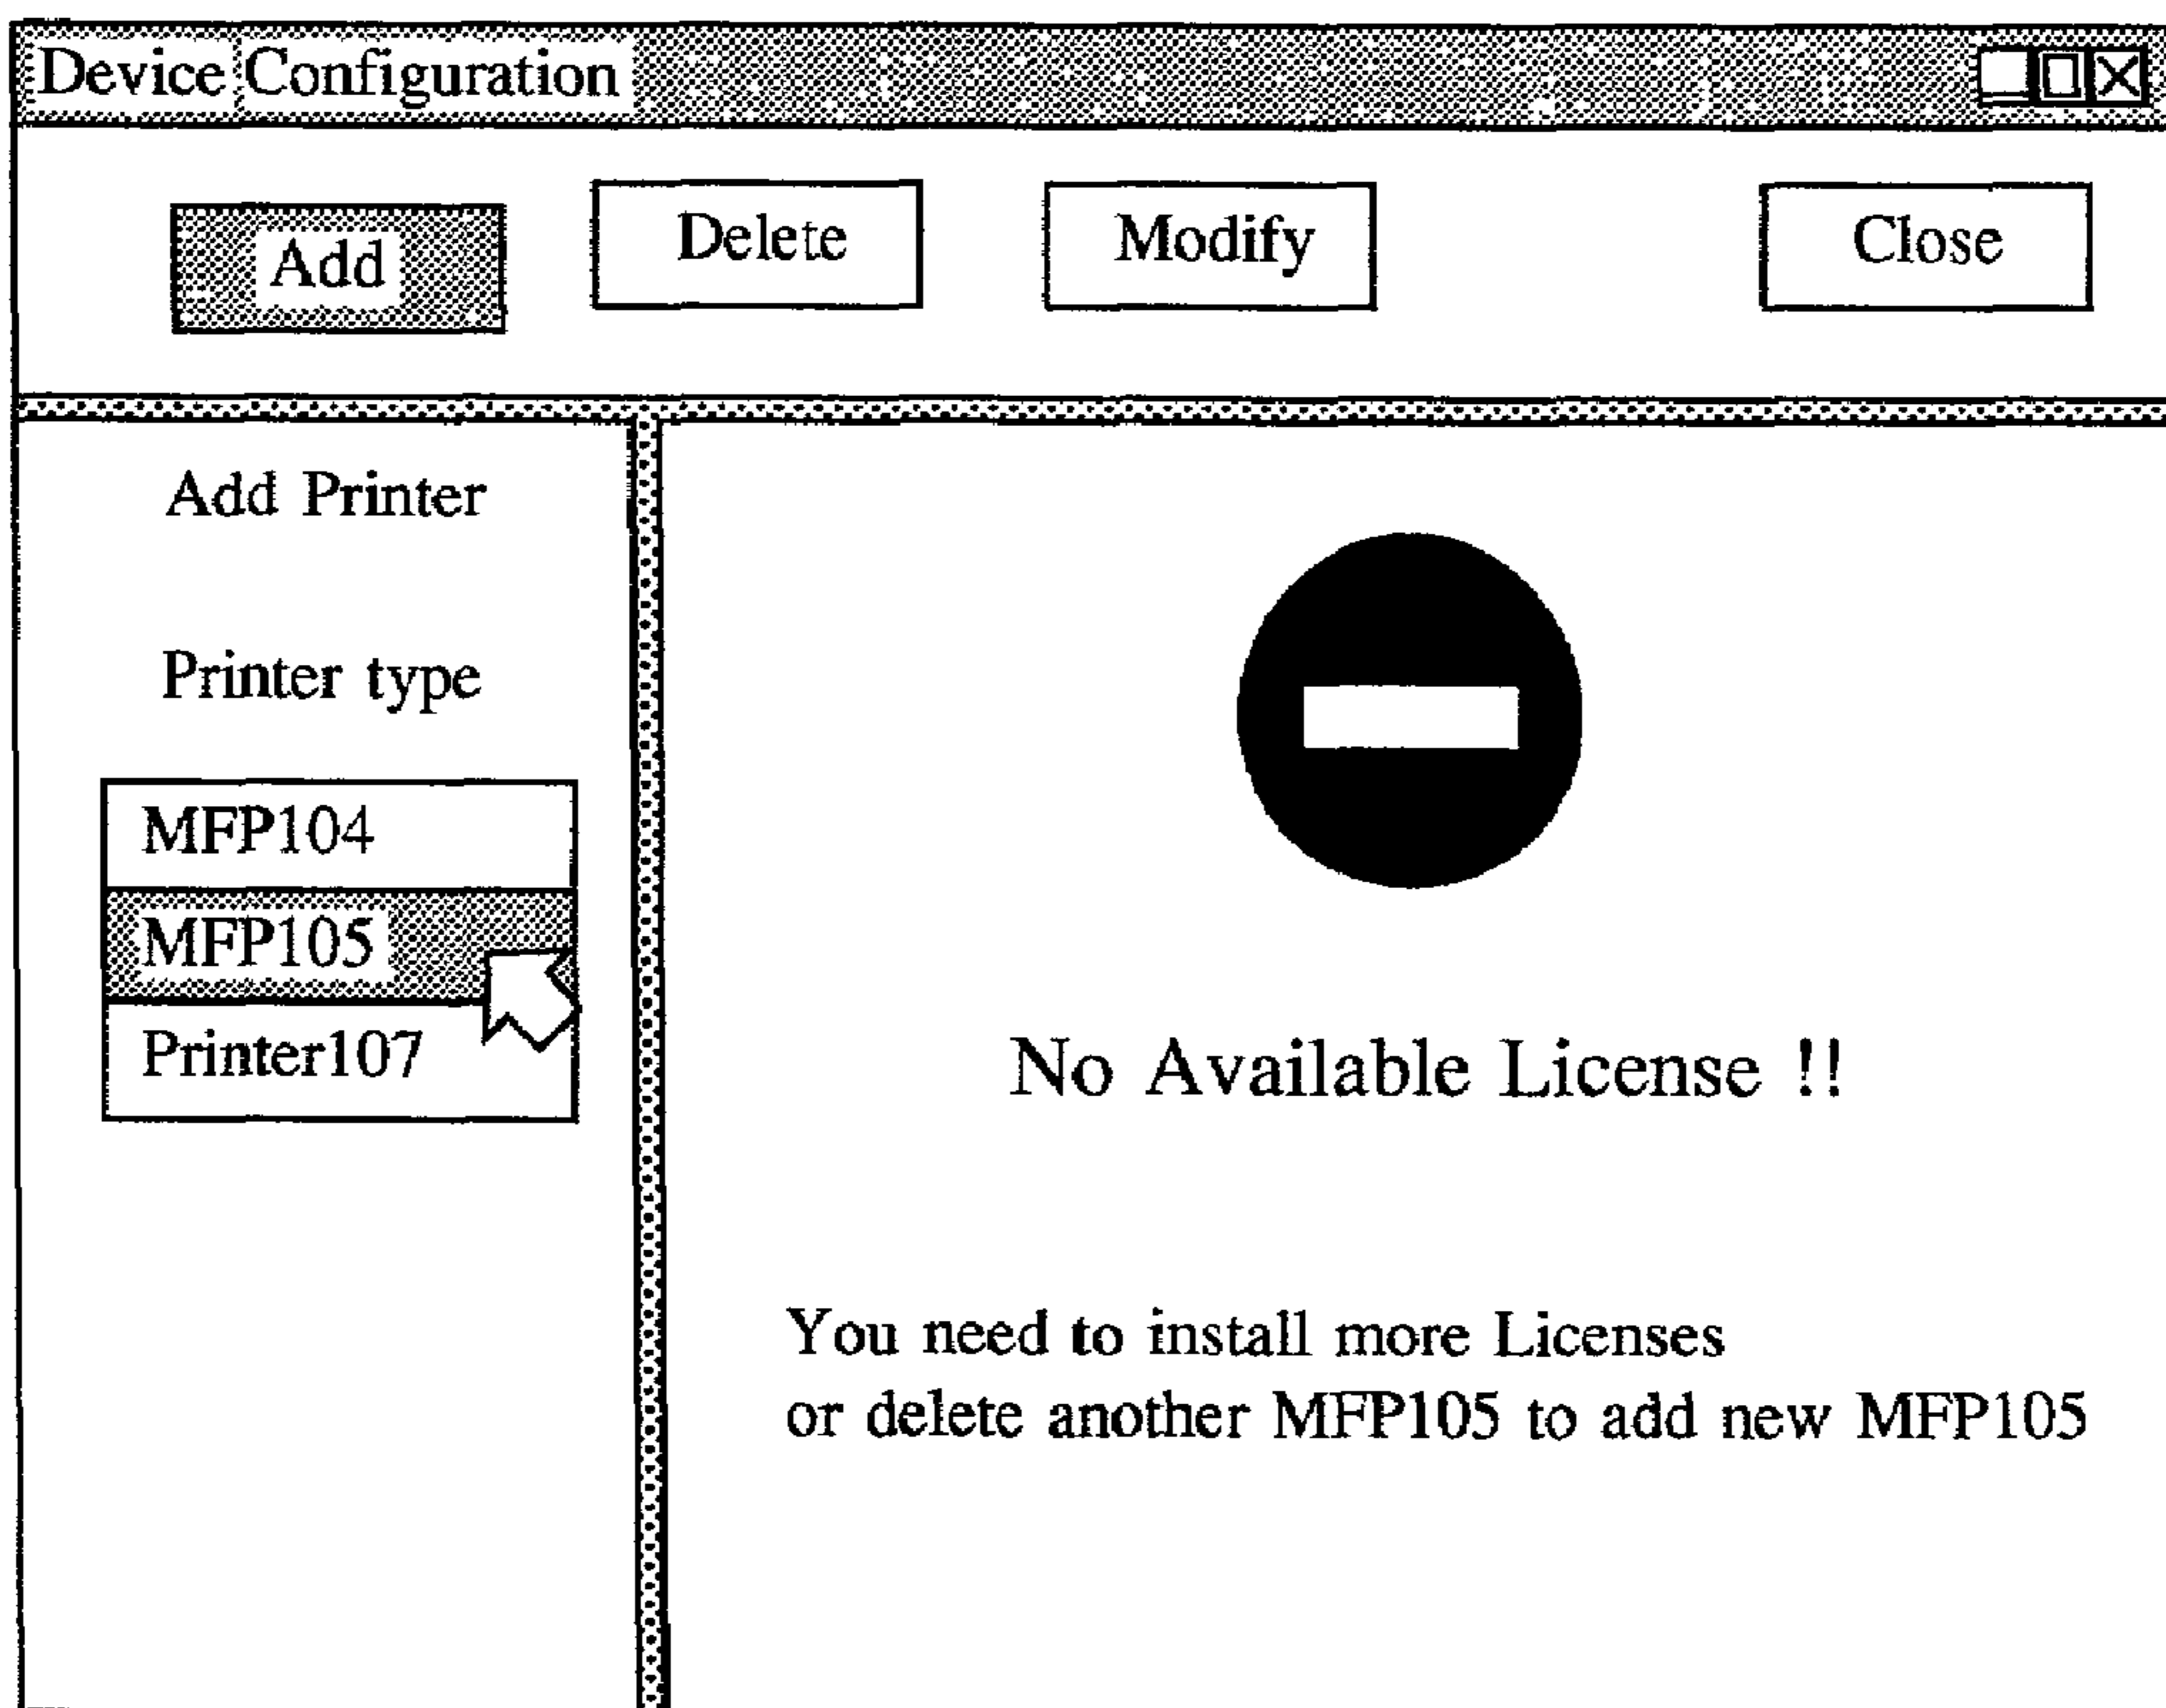 Device Configuration
Add Delete Modify Close
Add Printer
Printer type
MFP104
MFP105
Printer107
No Available License !!
You need to install more Licenses
or delete another MFP105 to add new MFP105